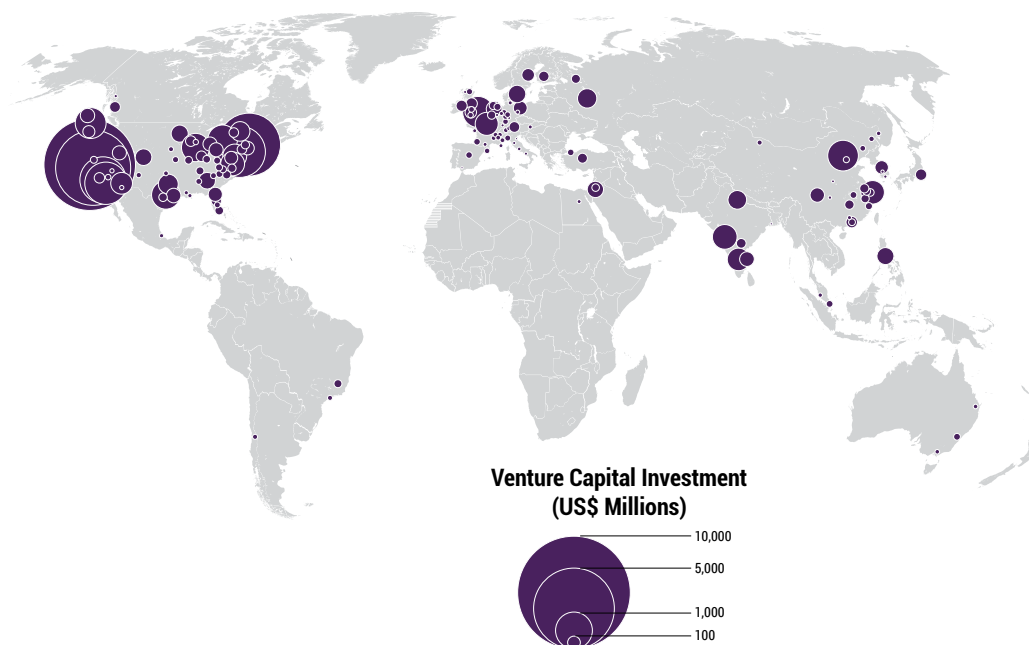 Venture Capital Investment
(US$ Millions)
10,000
5,000
1,000
100